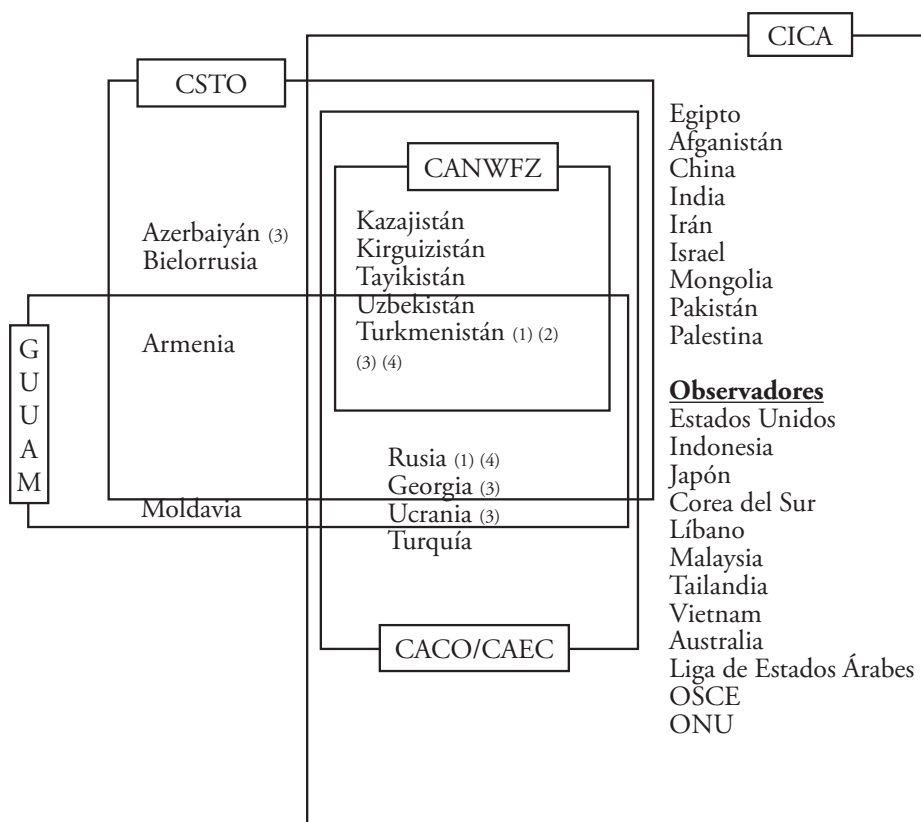 CICA
CSTO
Egipto
Afganistán
China
India
Irán
Israel
Mongolia
Pakistán
Palestina
CANWFZ
Kazajistán
Kirguizistán
Tayikistán
Uzbekistán
Turkmenistán (1) (2)
(3) (4)
Azerbaiyán (3)
Bielorrusia
Armenia
G
U
U
A
M
Observadores
Estados Unidos
Indonesia
Japón
Corea del Sur
Líbano
Malaysia
Tailandia
Vietnam
Australia
Liga de Estados Árabes
OSCE
ONU
Rusia (1) (4)
Georgia (3)
Ucrania (3)
Turquía
Moldavia
CACO/CAEC